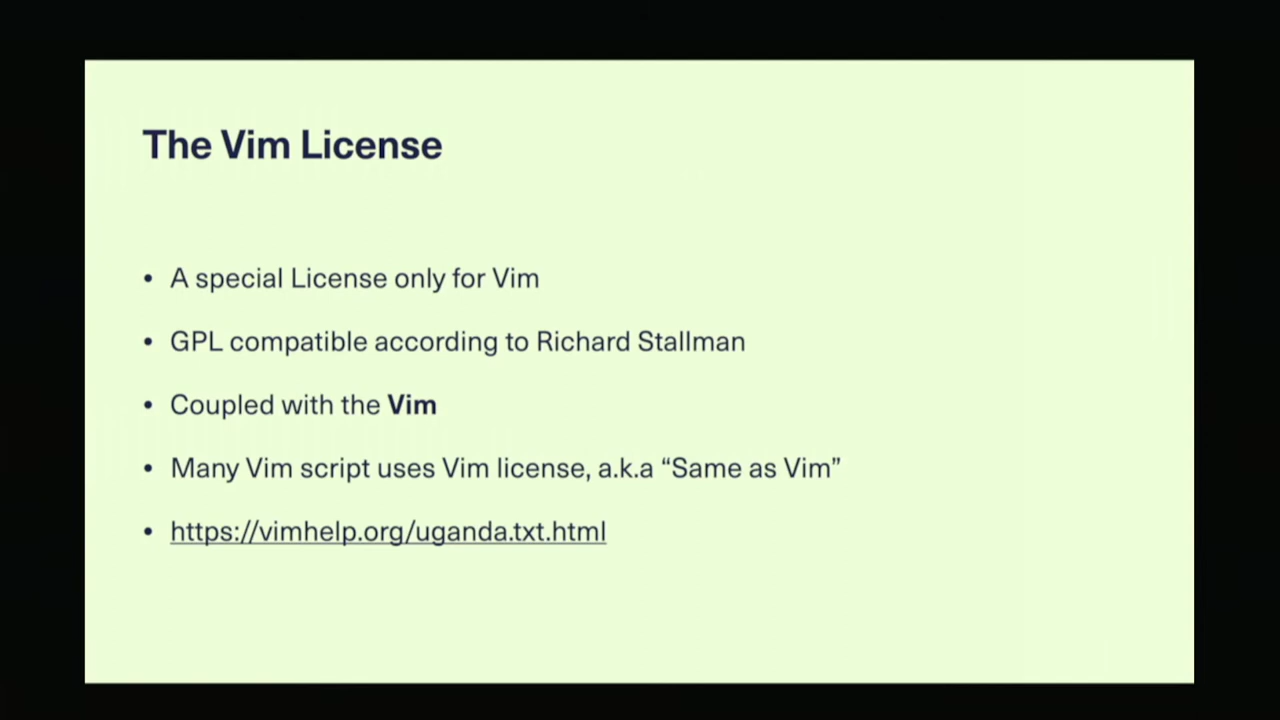 The Vim License
• A special License only for Vim
• GPL compatible according to Richard Stallman
• Coupled with the Vim
• Many Vim script uses Vim license, a.k.a “Same as Vim”
• https://vimhelp.org/uganda.txt.html